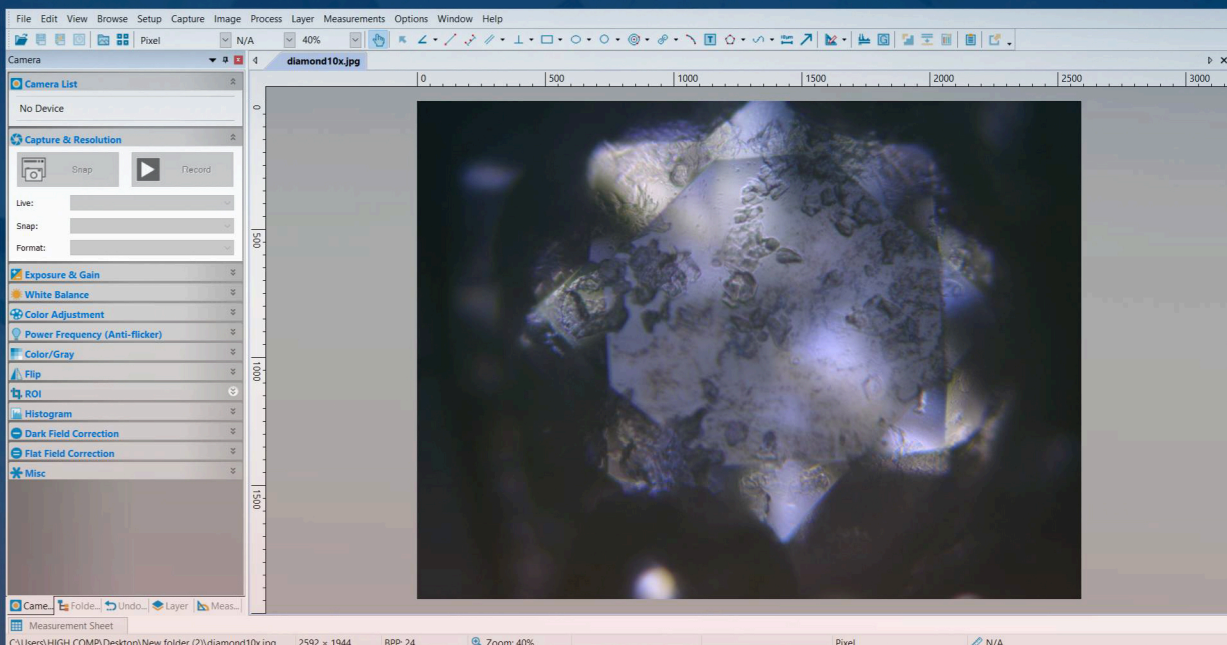 File Edit View Browse Setup Capture Image Process Layer Measurements Options Window Help
Pixel N/A 40%
Camera
diamond10x.jpg
Camera List
No Device
Capture & Resolution
Snap Record
Live:
Snap:
Format:
Exposure & Gain
White Balance
Color Adjustment
Power Frequency (Anti-flicker)
Color/Gray
Flip
ROI
Histogram
Dark Field Correction
Flat Field Correction
Misc
0 500 1000 1500 2000 2500 3000
0
500
1000
1500
Came... Folde... Undo... Layer Meas...
Measurement Sheet
C:\Users\HIGH COMP\Desktop\New folder (2)\diamond10x.jpg 2592 × 1944 BPP: 24 Zoom: 40% Pixel N/A